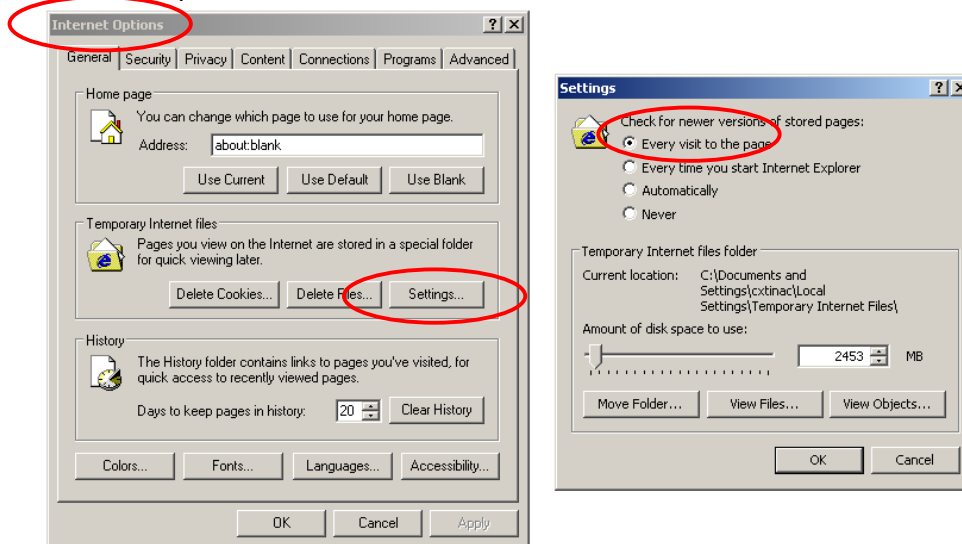 Internet Options
General Security Privacy Content Connections Programs Advanced
Home page
You can change which page to use for your home page.
Address: about:blank
Use Current Use Default Use Blank
Temporary Internet files
Pages you view on the Internet are stored in a special folder
for quick viewing later.
Delete Cookies... Delete Files... Settings...
History
The History folder contains links to pages you've visited, for
quick access to recently viewed pages.
Days to keep pages in history: 20 Clear History
Colors... Fonts... Languages... Accessibility...
OK Cancel Apply
Settings
Check for newer versions of stored pages:
Every visit to the page
Every time you start Internet Explorer
Automatically
Never
Temporary Internet files folder
Current location: C:\Documents and
Settings\cxtinac\Local
Settings\Temporary Internet Files\
Amount of disk space to use:
2453 MB
Move Folder... View Files... View Objects...
OK Cancel